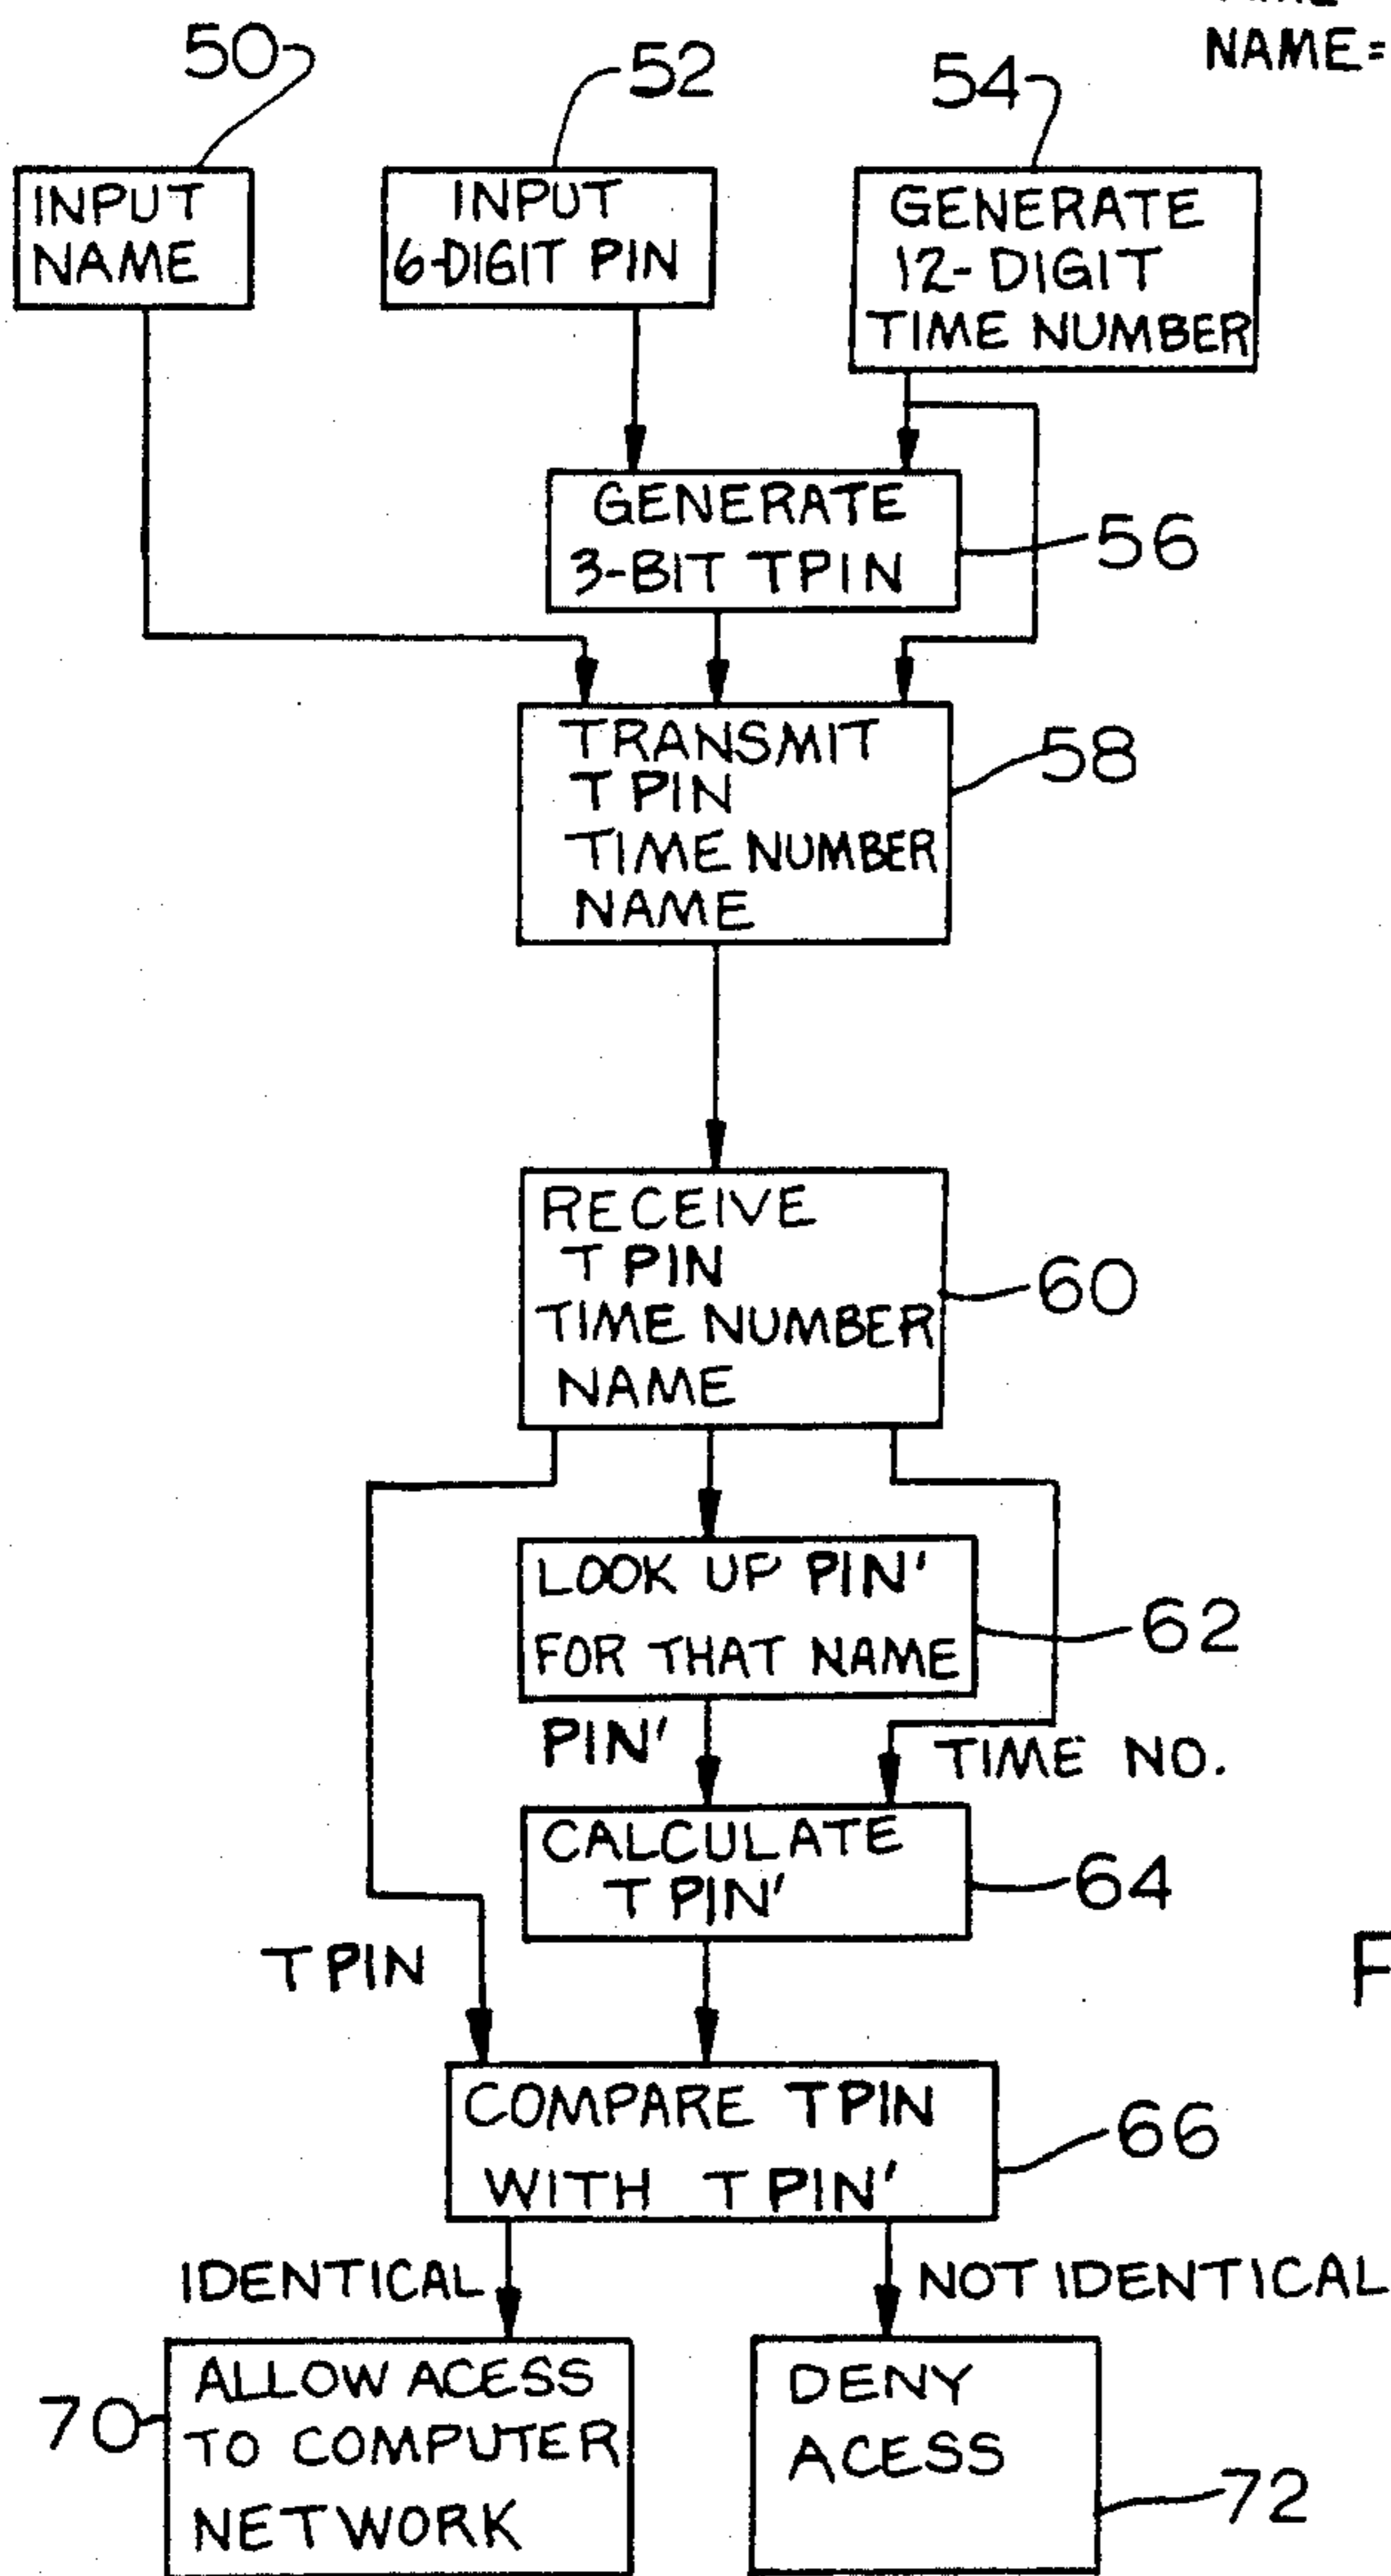 NAME=
50
52
54
INPUT
NAME
INPUT
6-DIGIT PIN
GENERATE
12-DIGIT
TIME NUMBER
GENERATE
3-BIT TPIN
56
TRANSMIT
TPIN
TIME NUMBER
NAME
58
RECEIVE
TPIN
TIME NUMBER
NAME
60
LOOK UP PIN'
FOR THAT NAME
62
PIN'
TIME NO.
CALCULATE
TPIN'
64
TPIN
COMPARE TPIN
WITH TPIN'
66
IDENTICAL
NOT IDENTICAL
70
ALLOW ACESS
TO COMPUTER
NETWORK
DENY
ACESS
72